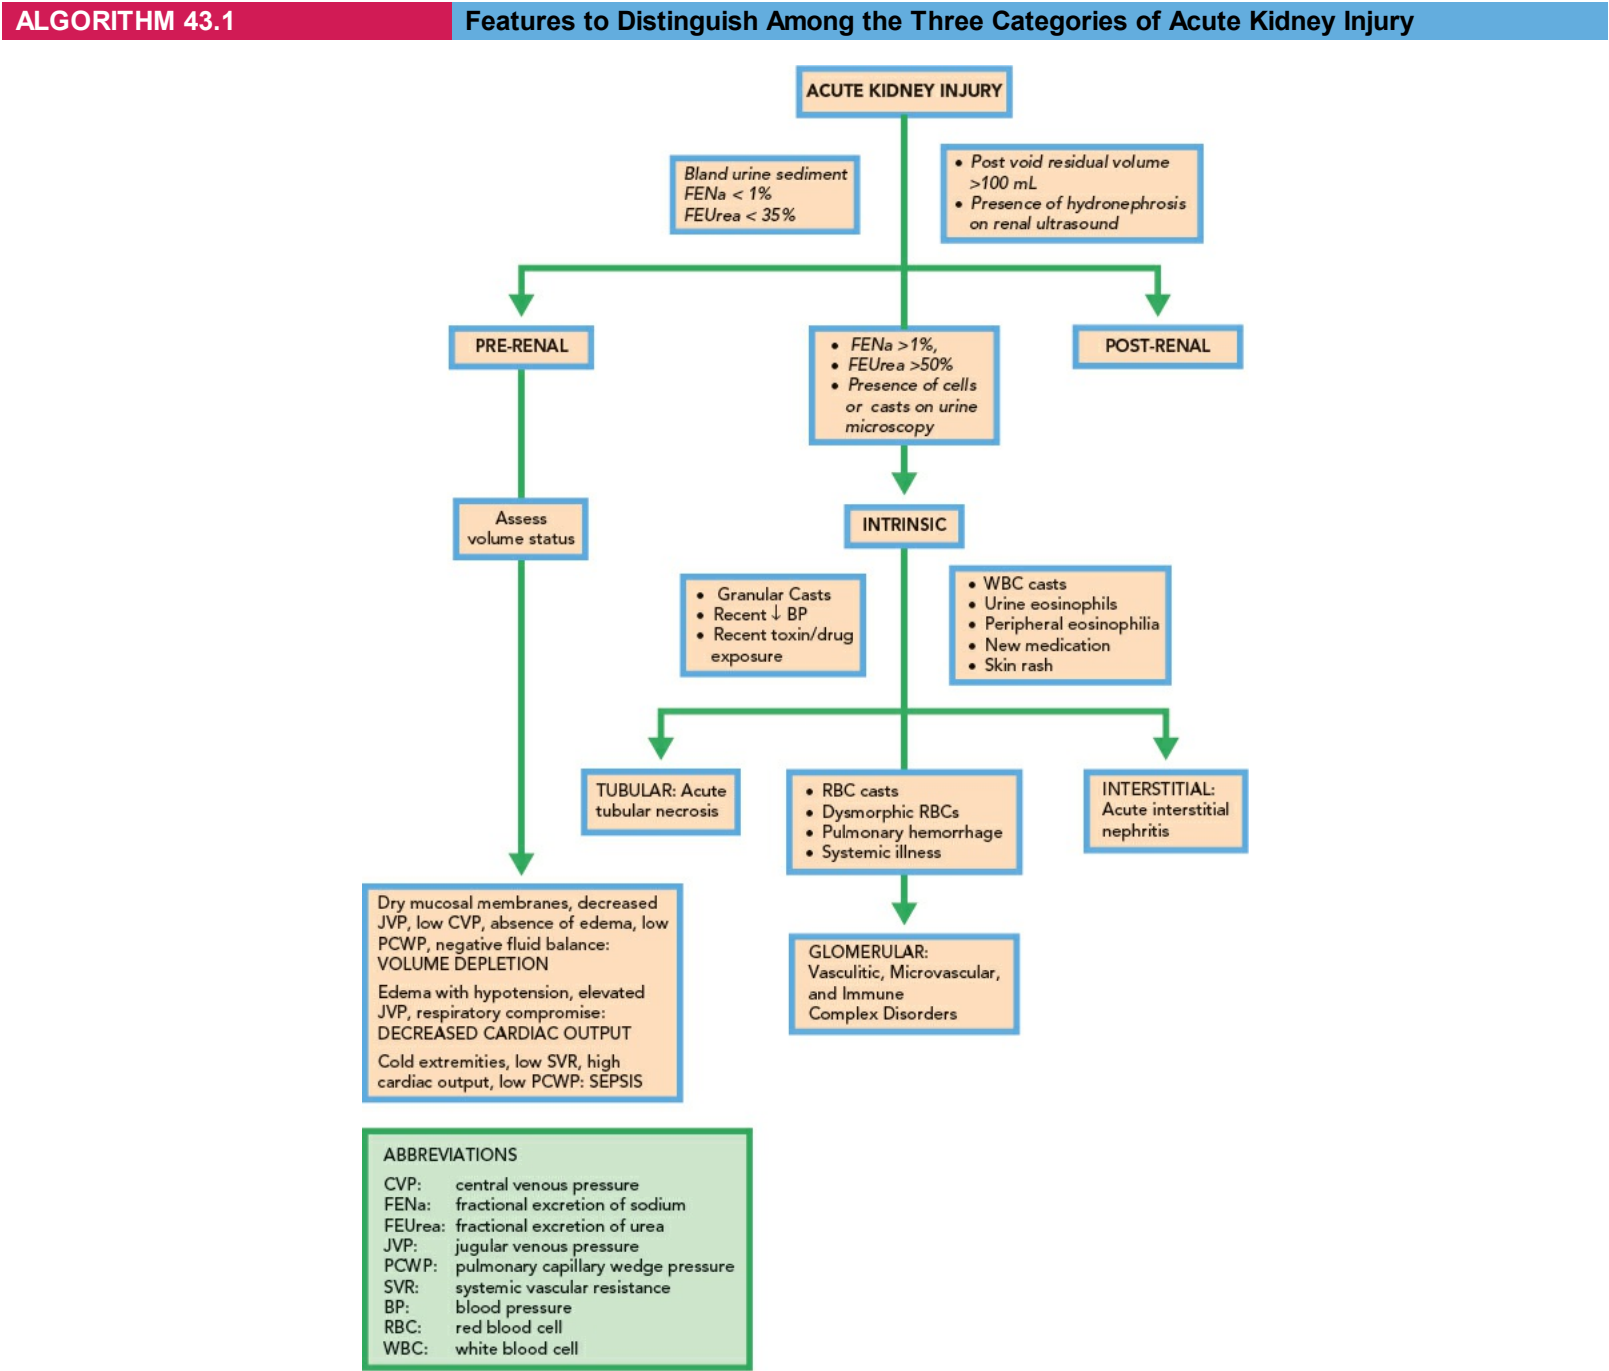 ALGORITHM 43.1
Features to Distinguish Among the Three Categories of Acute Kidney Injury
ACUTE KIDNEY INJURY
Bland urine sediment
FENa < 1%
FEUrea < 35%
• Post void residual volume
>100 mL
• Presence of hydronephrosis
on renal ultrasound
PRE-RENAL
• FENa >1%,
• FEUrea >50%
• Presence of cells
or casts on urine
microscopy
POST-RENAL
Assess
volume status
INTRINSIC
• Granular Casts
• Recent ↓ BP
• Recent toxin/drug
exposure
• WBC casts
• Urine eosinophils
• Peripheral eosinophilia
• New medication
• Skin rash
TUBULAR: Acute
tubular necrosis
• RBC casts
• Dysmorphic RBCs
• Pulmonary hemorrhage
• Systemic illness
INTERSTITIAL:
Acute interstitial
nephritis
Dry mucosal membranes, decreased
JVP, low CVP, absence of edema, low
PCWP, negative fluid balance:
VOLUME DEPLETION
Edema with hypotension, elevated
JVP, respiratory compromise:
DECREASED CARDIAC OUTPUT
Cold extremities, low SVR, high
cardiac output, low PCWP: SEPSIS
GLOMERULAR:
Vasculitic, Microvascular,
and Immune
Complex Disorders
ABBREVIATIONS
CVP: central venous pressure
FENa: fractional excretion of sodium
FEUrea: fractional excretion of urea
JVP: jugular venous pressure
PCWP: pulmonary capillary wedge pressure
SVR: systemic vascular resistance
BP: blood pressure
RBC: red blood cell
WBC: white blood cell